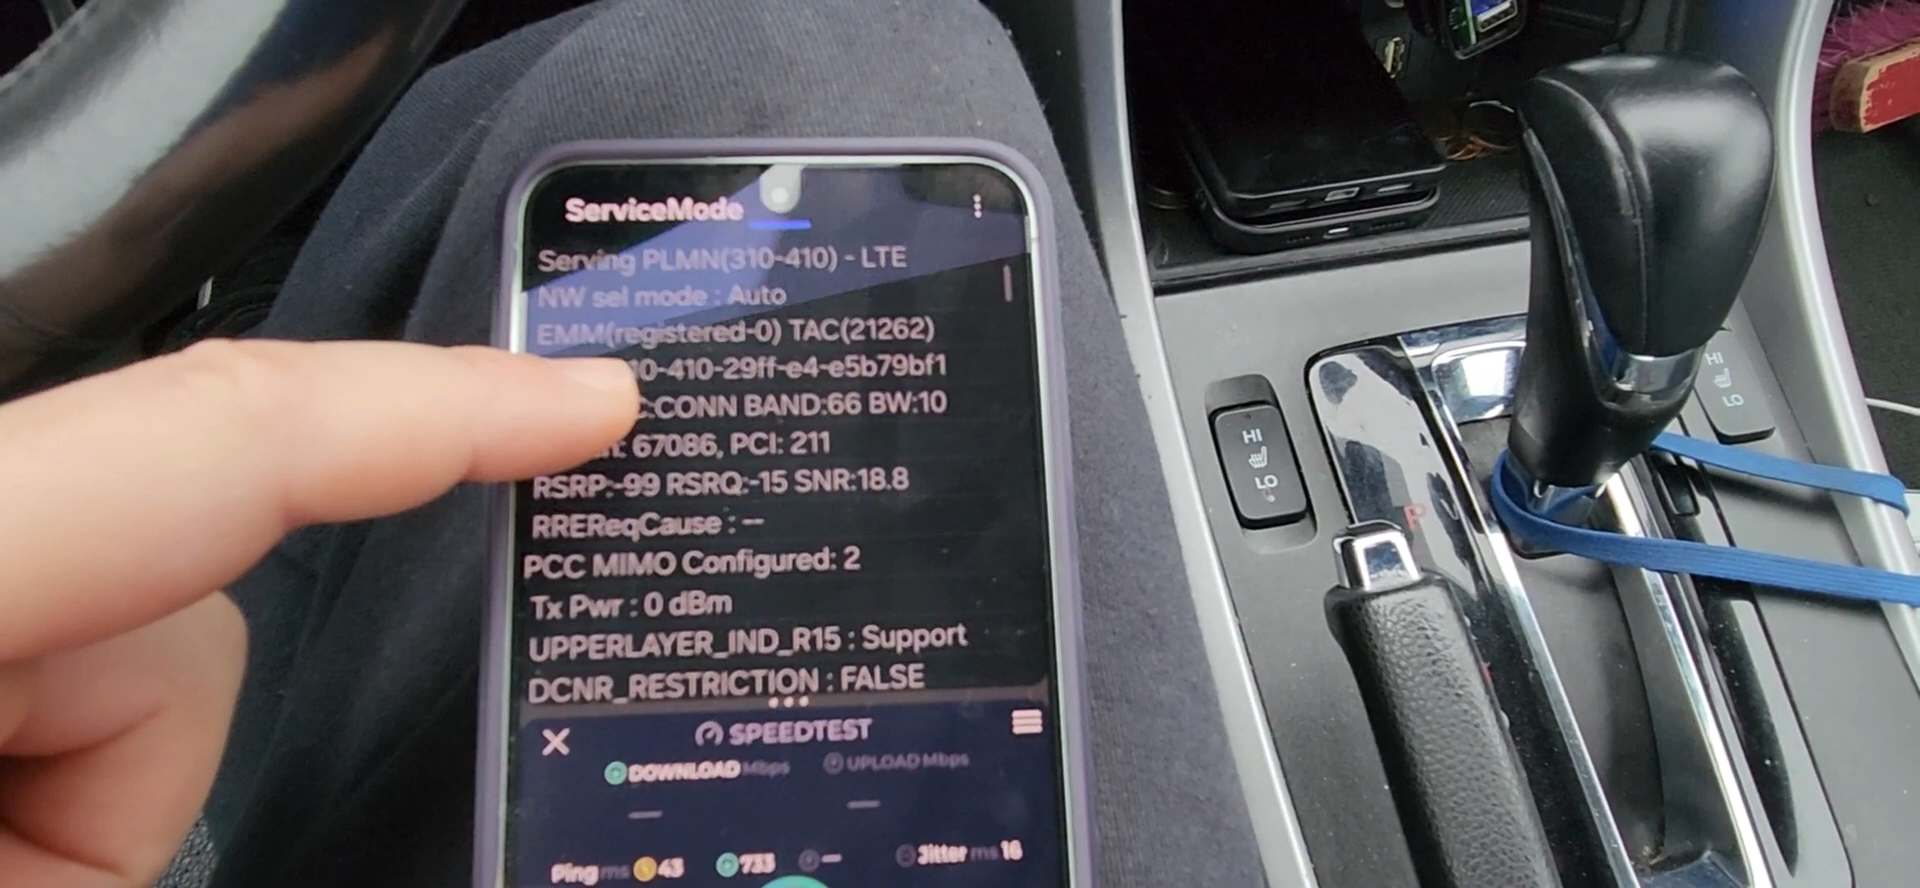 ServiceMode
Serving PLMN(310-410) - LTE
NW sel mode : Auto
EMM(registered-0) TAC(21262)
10-410-29ff-e4-e5b79bf1
C:CONN BAND:66 BW:10
: 67086, PCI: 211
RSRP:-99 RSRQ:-15 SNR:18.8
RREReqCause : --
PCC MIMO Configured: 2
Tx Pwr : 0 dBm
UPPERLAYER_IND_R15 : Support
DCNR_RESTRICTION : FALSE
SPEEDTEST
DOWNLOAD Mbps UPLOAD Mbps
— —
Ping ms 43 733 — Jitter ms 16
HI
LO
HI
LO
P